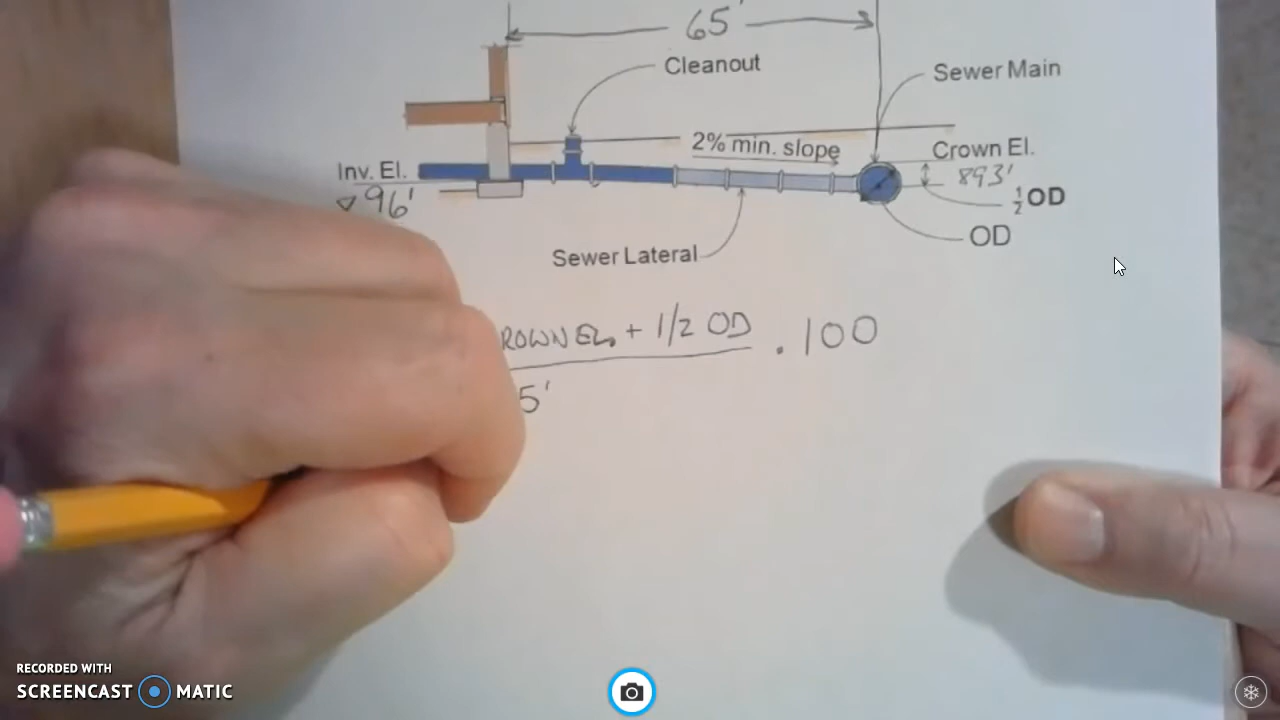 65'
Cleanout
Sewer Main
2% min. slope
Crown El.
893'
Inv. El.
96'
½OD
OD
Sewer Lateral
ROWN EL. + 1/2 OD . 100
5'
RECORDED WITH
SCREENCAST MATIC